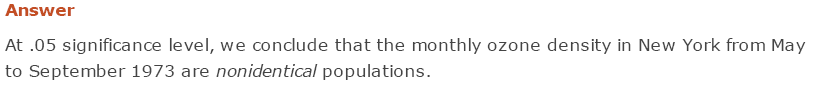 Answer
At .05 significance level, we conclude that the monthly ozone density in New York from May
to September 1973 are nonidentical populations.